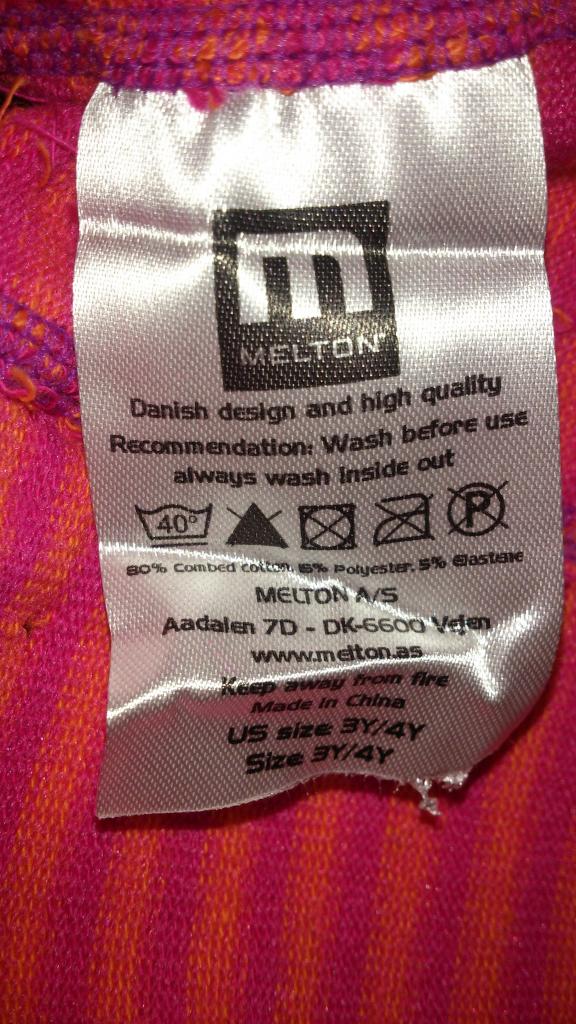 m
MELTON
Danish design and high quality
Recommendation: Wash before use
always wash inside out
40° P
80% Combed cotton, 15% Polyester, 5% Elastene
MELTON A/S
Aadalen 7D - DK-6600 Vejen
www.melton.as
Keep away from fire
Made in China
US size 3Y/4Y
Size 3Y/4Y